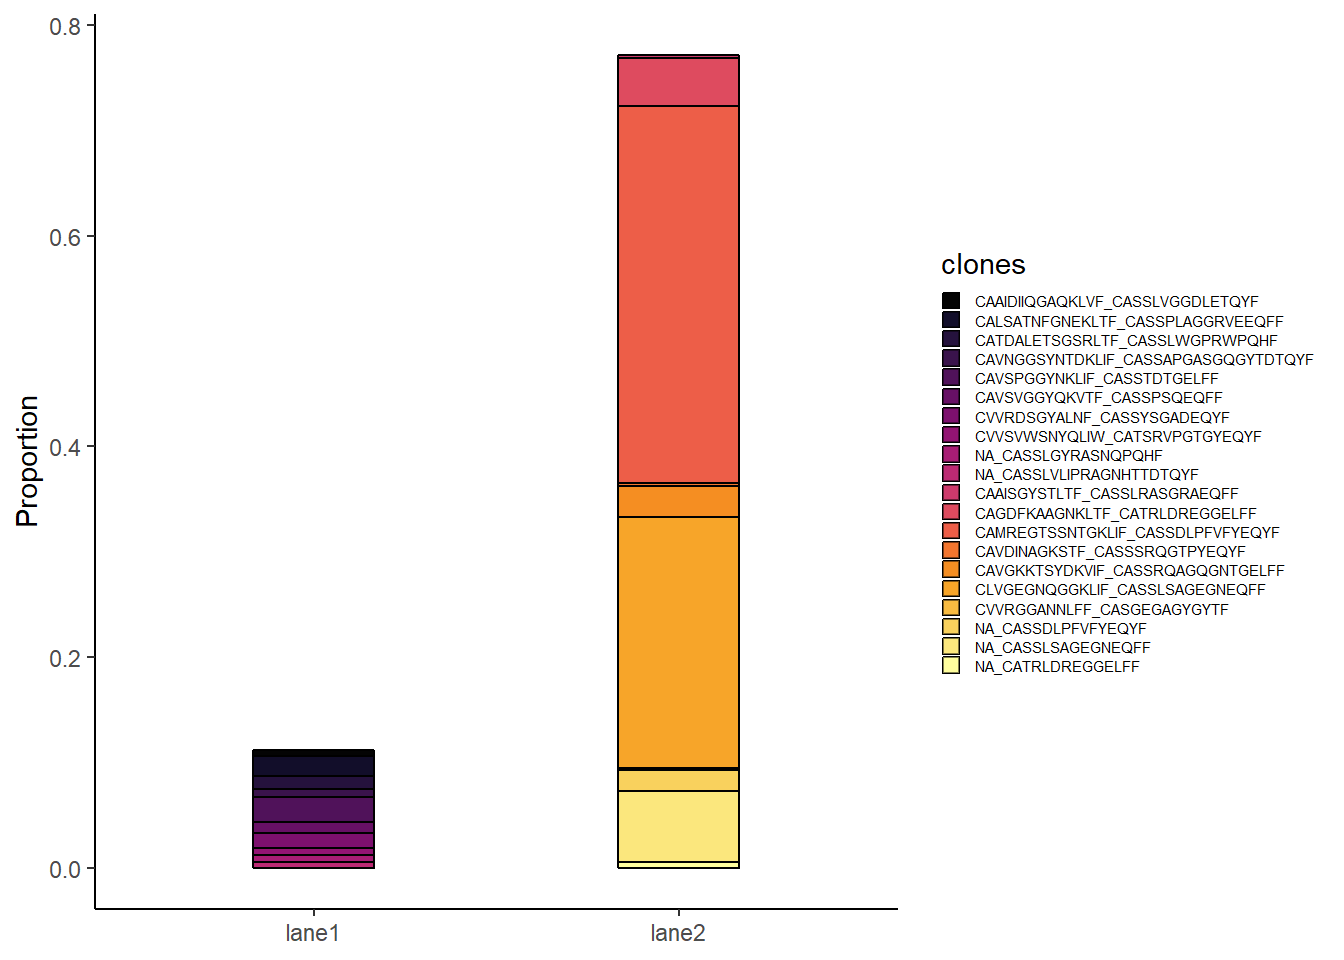 0.8
0.6
0.4
0.2
0.0
Proportion
lane1
lane2
clones
CAAIDIIQGAQKLVF_CASSLVGGDLETQYF
CALSATNFGNEKLTF_CASSPLAGGRVEEQFF
CATDALETSGSRLTF_CASSLWGPRWPQHF
CAVNGGSYNTDKLIF_CASSAPGASGQGYTDTQYF
CAVSPGGYNKLIF_CASSTDTGELFF
CAVSVGGYQKVTF_CASSPSQEQFF
CVVRDSGYALNF_CASSYSGADEQYF
CVVSVWSNYQLIW_CATSRVPGTGYEQYF
NA_CASSLGYRASNQPQHF
NA_CASSLVLIPRAGNHTTDTQYF
CAAISGYSTLTF_CASSLRASGRAEQFF
CAGDFKAAGNKLTF_CATRLDREGGELFF
CAMREGTSSNTGKLIF_CASSDLPFVFYEQYF
CAVDINAGKSTF_CASSSRQGTPYEQYF
CAVGKKTSYDKVIF_CASSRQAGQGNTGELFF
CLVGEGNQGGKLIF_CASSLSAGEGNEQFF
CVVRGGANNLFF_CASGEGAGYGYTF
NA_CASSDLPFVFYEQYF
NA_CASSLSAGEGNEQFF
NA_CATRLDREGGELFF